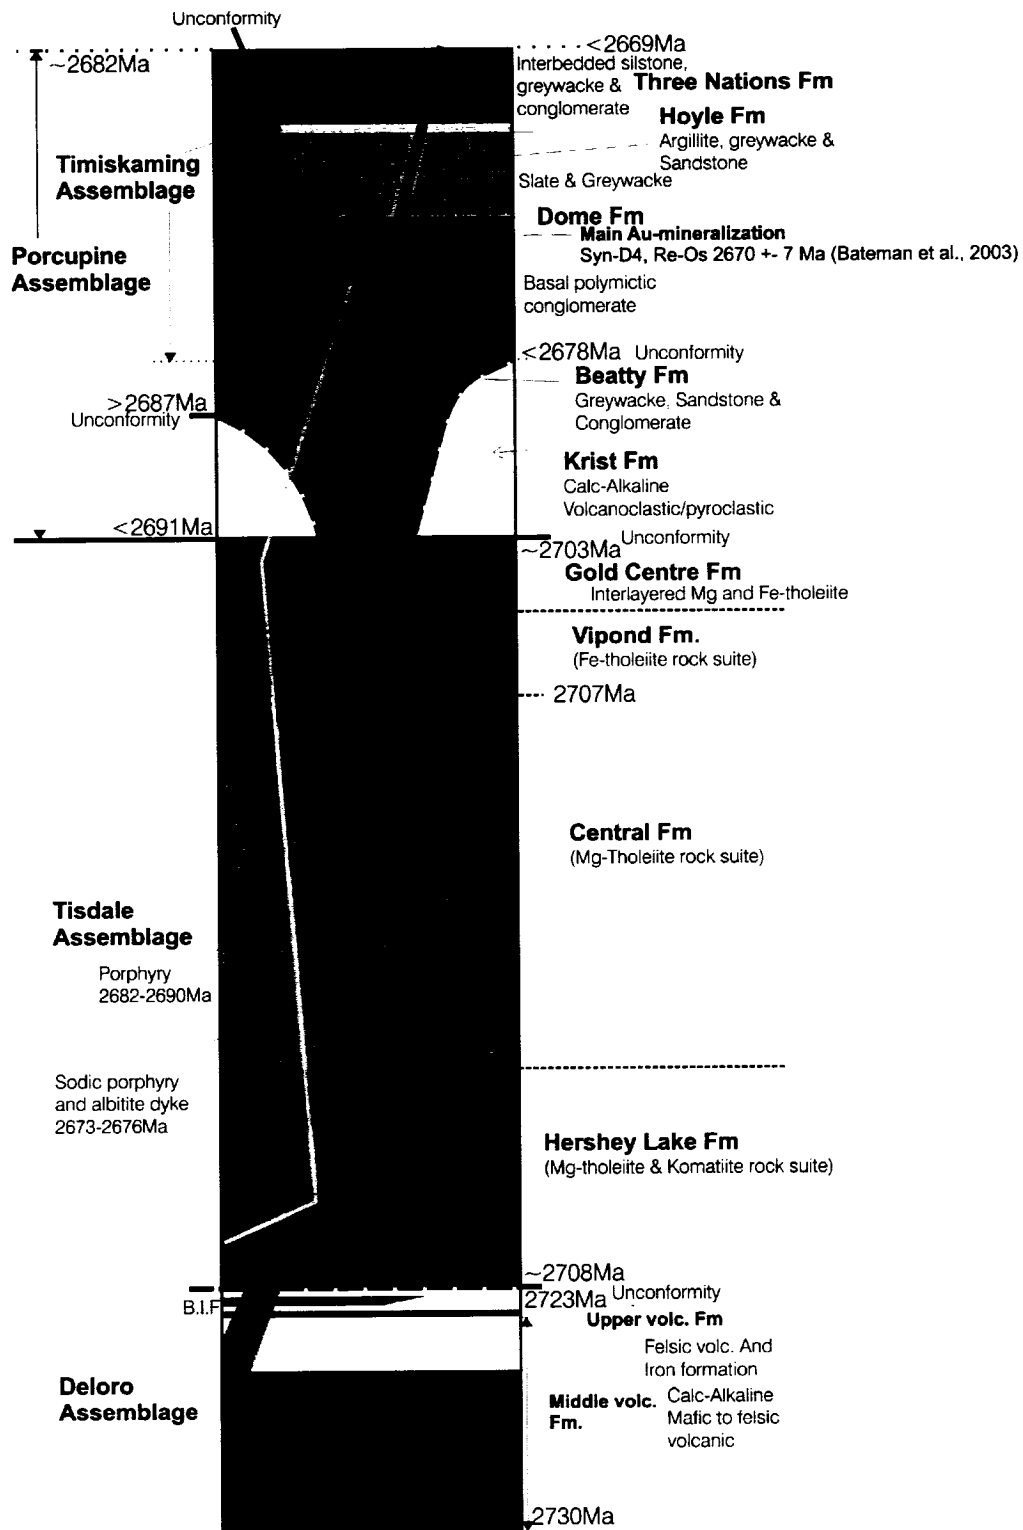 Unconformity
~2682Ma
<2669Ma
Interbedded silstone,
greywacke &
conglomerate
Three Nations Fm
Hoyle Fm
Argillite, greywacke &
Sandstone
Timiskaming
Assemblage
Slate & Greywacke
Dome Fm
Main Au-mineralization
Syn-D4, Re-Os 2670 +- 7 Ma (Bateman et al., 2003)
Porcupine
Assemblage
Basal polymictic
conglomerate
<2678Ma Unconformity
Beatty Fm
Greywacke, Sandstone &
Conglomerate
>2687Ma
Unconformity
Krist Fm
Calc-Alkaline
Volcanoclastic/pyroclastic
<2691Ma
Unconformity
~2703Ma
Gold Centre Fm
Interlayered Mg and Fe-tholeiite
Vipond Fm.
(Fe-tholeiite rock suite)
2707Ma
Central Fm
(Mg-Tholeiite rock suite)
Tisdale
Assemblage
Porphyry
2682-2690Ma
Sodic porphyry
and albitite dyke
2673-2676Ma
Hershey Lake Fm
(Mg-tholeiite & Komatiite rock suite)
~2708Ma
2723Ma Unconformity
B.I.F
Upper volc. Fm
Felsic volc. And
Iron formation
Deloro
Assemblage
Middle volc.
Fm.
Calc-Alkaline
Mafic to felsic
volcanic
2730Ma